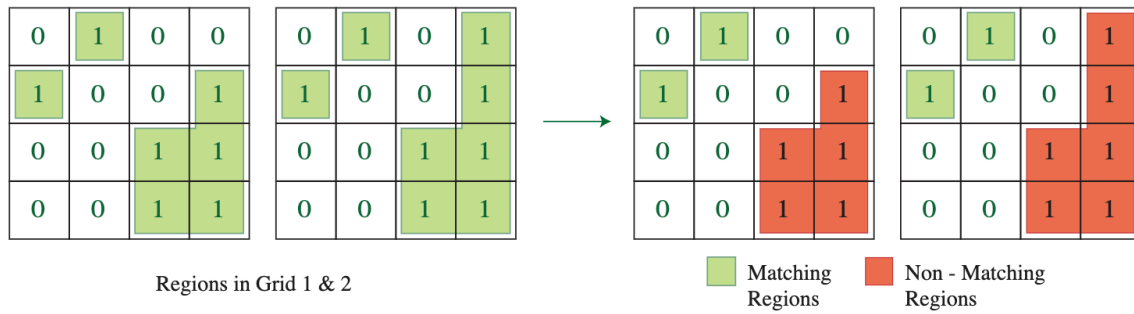 0 1 0 0 0 1 0 1 0 1 0 0 0 1 0 1
1 0 0 1 1 0 0 1 1 0 0 1 1 0 0 1
0 0 1 1 0 0 1 1 0 0 1 1 0 0 1 1
0 0 1 1 0 0 1 1 0 0 1 1 0 0 1 1
Regions in Grid 1 & 2
Matching
Regions
Non - Matching
Regions